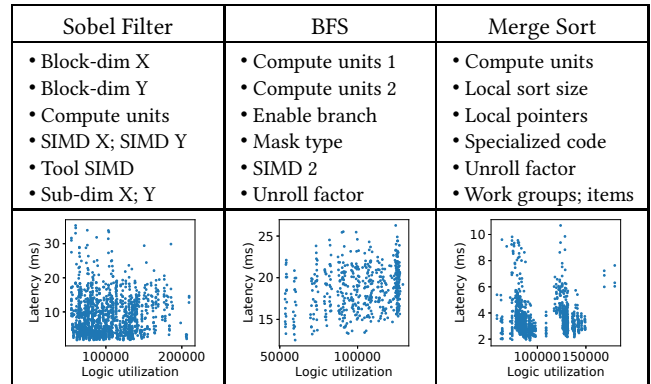 Sobel Filter
• Block-dim X
• Block-dim Y
• Compute units
• SIMD X; SIMD Y
• Tool SIMD
• Sub-dim X; Y
Latency (ms)
30
20
10
100000 200000
Logic utilization
BFS
• Compute units 1
• Compute units 2
• Enable branch
• Mask type
• SIMD 2
• Unroll factor
Latency (ms)
25
20
15
50000 100000
Logic utilization
Merge Sort
• Compute units
• Local sort size
• Local pointers
• Specialized code
• Unroll factor
• Work groups; items
Latency (ms)
10
8
6
4
2
100000 150000
Logic utilization